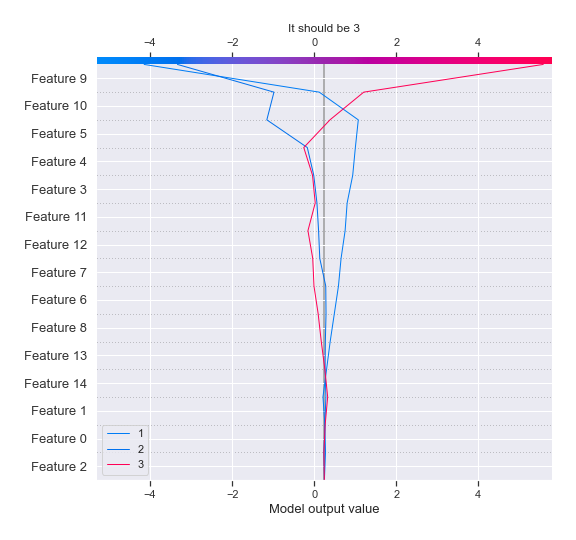 It should be 3
−4 −2 0 2 4
Feature 9
Feature 10
Feature 5
Feature 4
Feature 3
Feature 11
Feature 12
Feature 7
Feature 6
Feature 8
Feature 13
Feature 14
Feature 1
Feature 0
Feature 2
1
2
3
−4 −2 0 2 4
Model output value